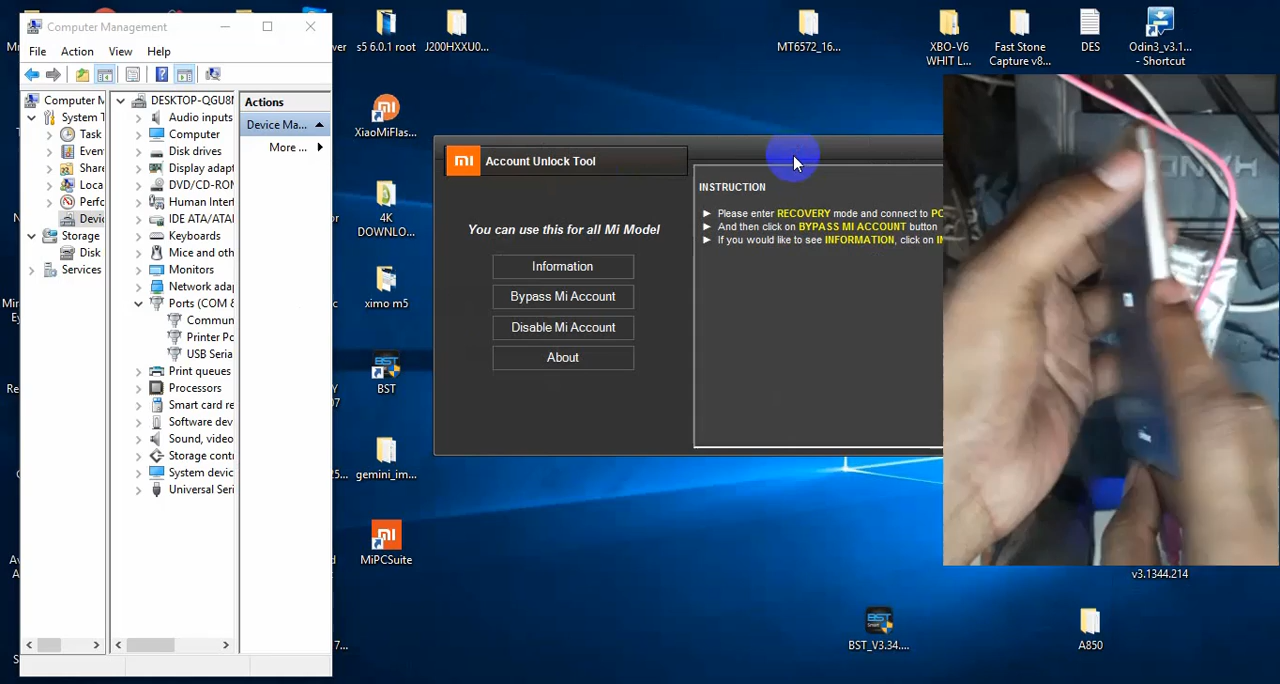 Computer Management
File Action View Help
Computer M
System T
Task
Event
Share
Loca
Perfo
Devic
Storage
Disk
Services
DESKTOP-QGU8N
Audio inputs
Computer
Disk drives
Display adapt
DVD/CD-ROM
Human Interf
IDE ATA/ATAI
Keyboards
Mice and oth
Monitors
Network adap
Ports (COM &
Commun
Printer Po
USB Seria
Print queues
Processors
Smart card re
Software dev
Sound, video
Storage contr
System device
Universal Seri
Actions
Device Ma...
More ...
s5 6.0.1 root
J200HXXU0...
XiaoMiFlas...
4K
DOWNLO...
ximo m5
BST
gemini_im...
MiPCSuite
MT6572_16...
XBO-V6
WHIT L...
Fast Stone
Capture v8...
DES
Odin3_v3.1...
- Shortcut
mi Account Unlock Tool
You can use this for all Mi Model
Information
Bypass Mi Account
Disable Mi Account
About
INSTRUCTION
► Please enter RECOVERY mode and connect to PC
► And then click on BYPASS MI ACCOUNT button
► If you would like to see INFORMATION, click on IN
v3.1344.214
BST_V3.34....
A850